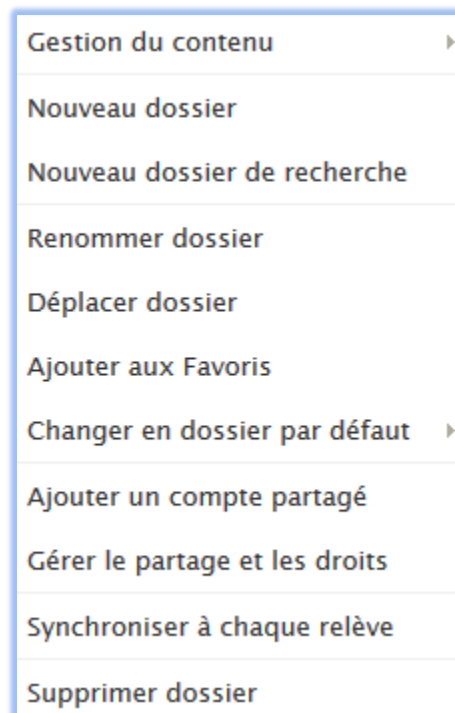 Gestion du contenu
Nouveau dossier
Nouveau dossier de recherche
Renommer dossier
Déplacer dossier
Ajouter aux Favoris
Changer en dossier par défaut
Ajouter un compte partagé
Gérer le partage et les droits
Synchroniser à chaque relève
Supprimer dossier